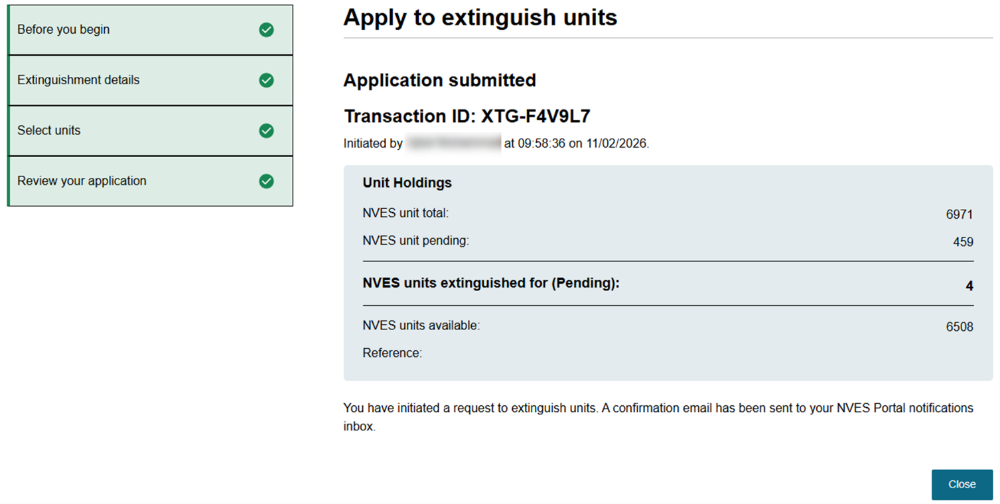 Before you begin
Extinguishment details
Select units
Review your application
Apply to extinguish units
Application submitted
Transaction ID: XTG-F4V9L7
Initiated by at 09:58:36 on 11/02/2026.
Unit Holdings
NVES unit total: 6971
NVES unit pending: 459
NVES units extinguished for (Pending): 4
NVES units available: 6508
Reference:
You have initiated a request to extinguish units. A confirmation email has been sent to your NVES Portal notifications
inbox.
Close